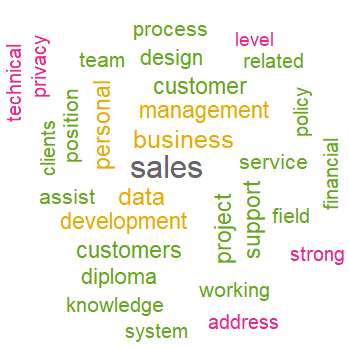 process
level
technical
privacy
team
design
related
customer
personal
management
policy
position
clients
business
sales
service
financial
assist
data
support
project
field
development
customers
strong
diploma
knowledge
working
address
system